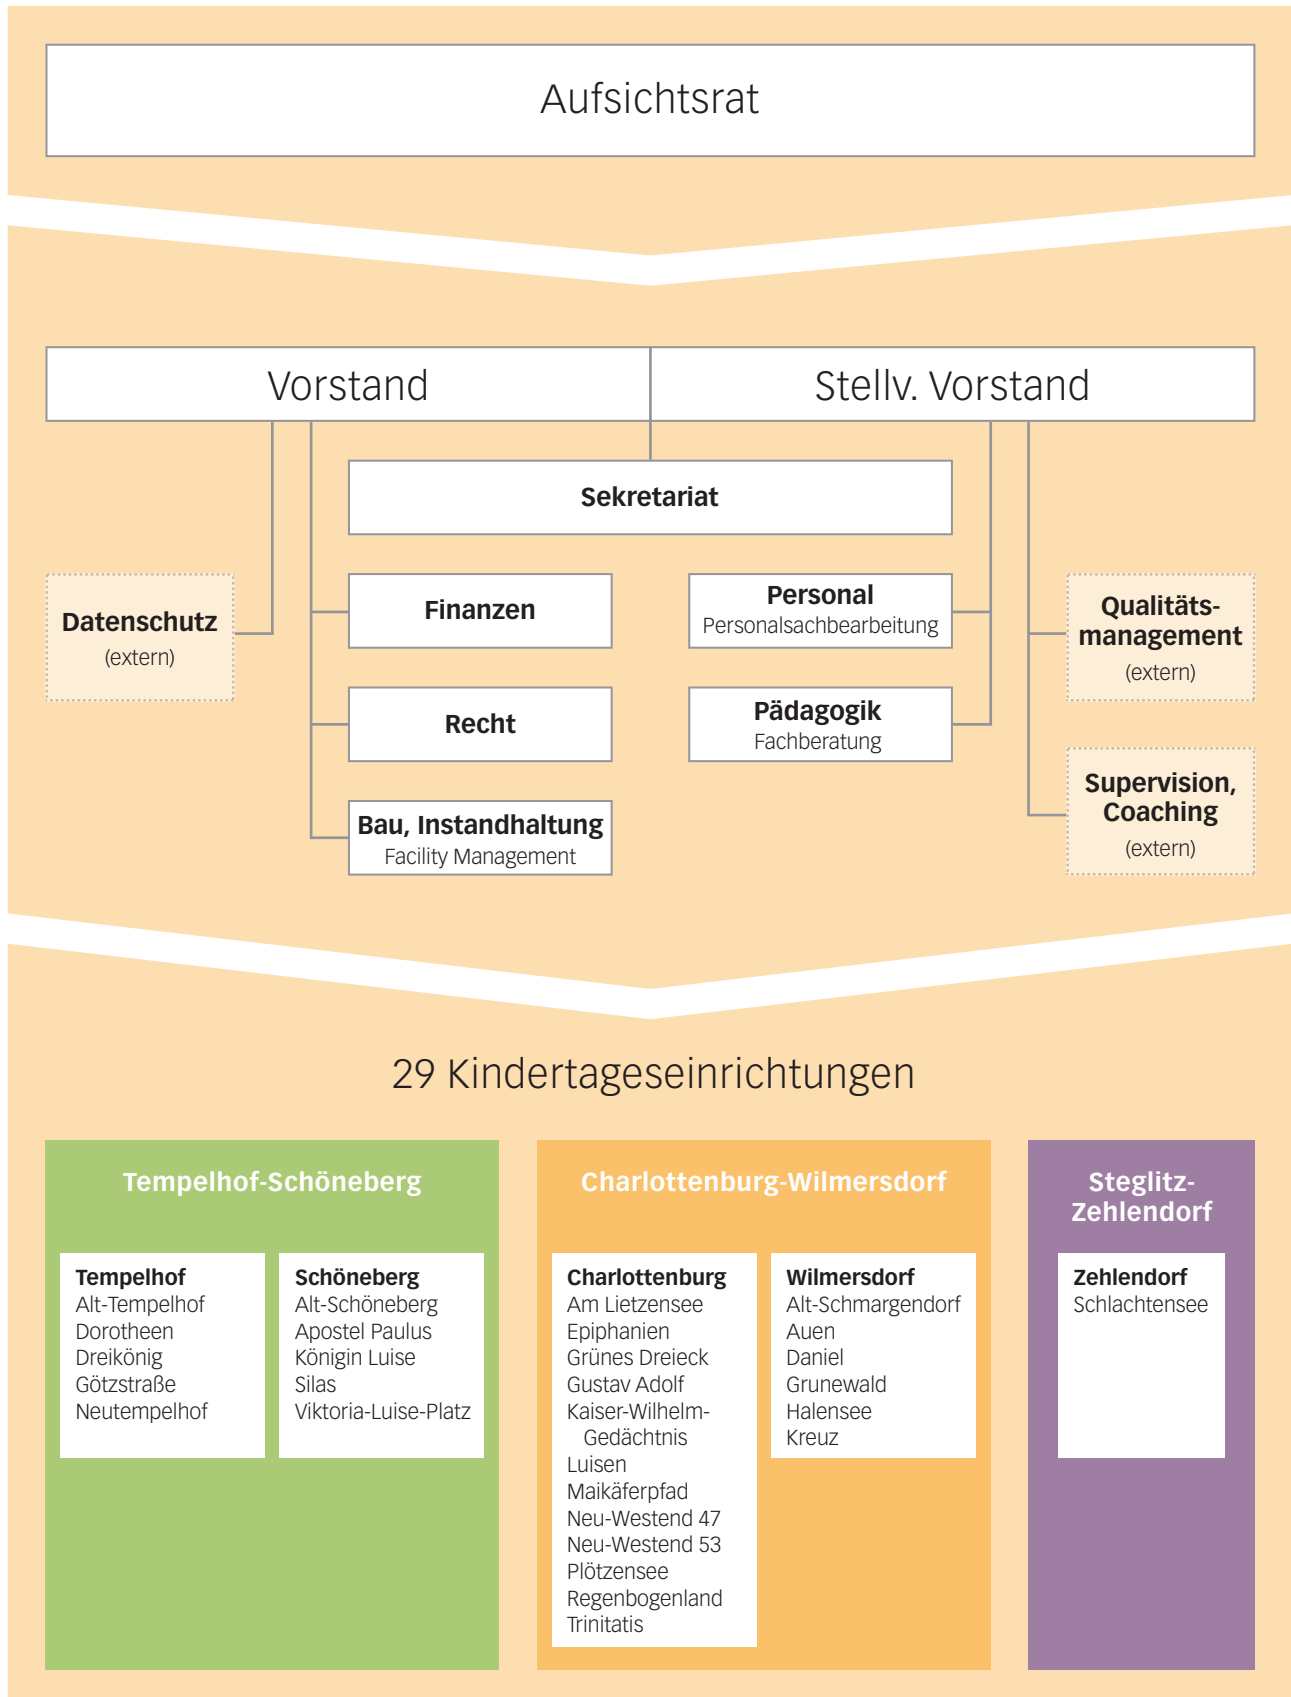 Aufsichtsrat
Vorstand
Stellv. Vorstand
Sekretariat
Datenschutz
(extern)
Finanzen
Recht
Bau, Instandhaltung
Facility Management
Personal
Personalsachbearbeitung
Pädagogik
Fachberatung
Qualitäts-
management
(extern)
Supervision,
Coaching
(extern)
29 Kindertageseinrichtungen
Tempelhof-Schöneberg
Tempelhof
Alt-Tempelhof
Dorotheen
Dreikönig
Götzstraße
Neutempelhof
Schöneberg
Alt-Schöneberg
Apostel Paulus
Königin Luise
Silas
Viktoria-Luise-Platz
Charlottenburg-Wilmersdorf
Charlottenburg
Am Lietzensee
Epiphanien
Grünes Dreieck
Gustav Adolf
Kaiser-Wilhelm-
Gedächtnis
Luisen
Maikäferpfad
Neu-Westend 47
Neu-Westend 53
Plötzensee
Regenbogenland
Trinitatis
Wilmersdorf
Alt-Schmargendorf
Auen
Daniel
Grunewald
Halensee
Kreuz
Steglitz-
Zehlendorf
Zehlendorf
Schlachtensee